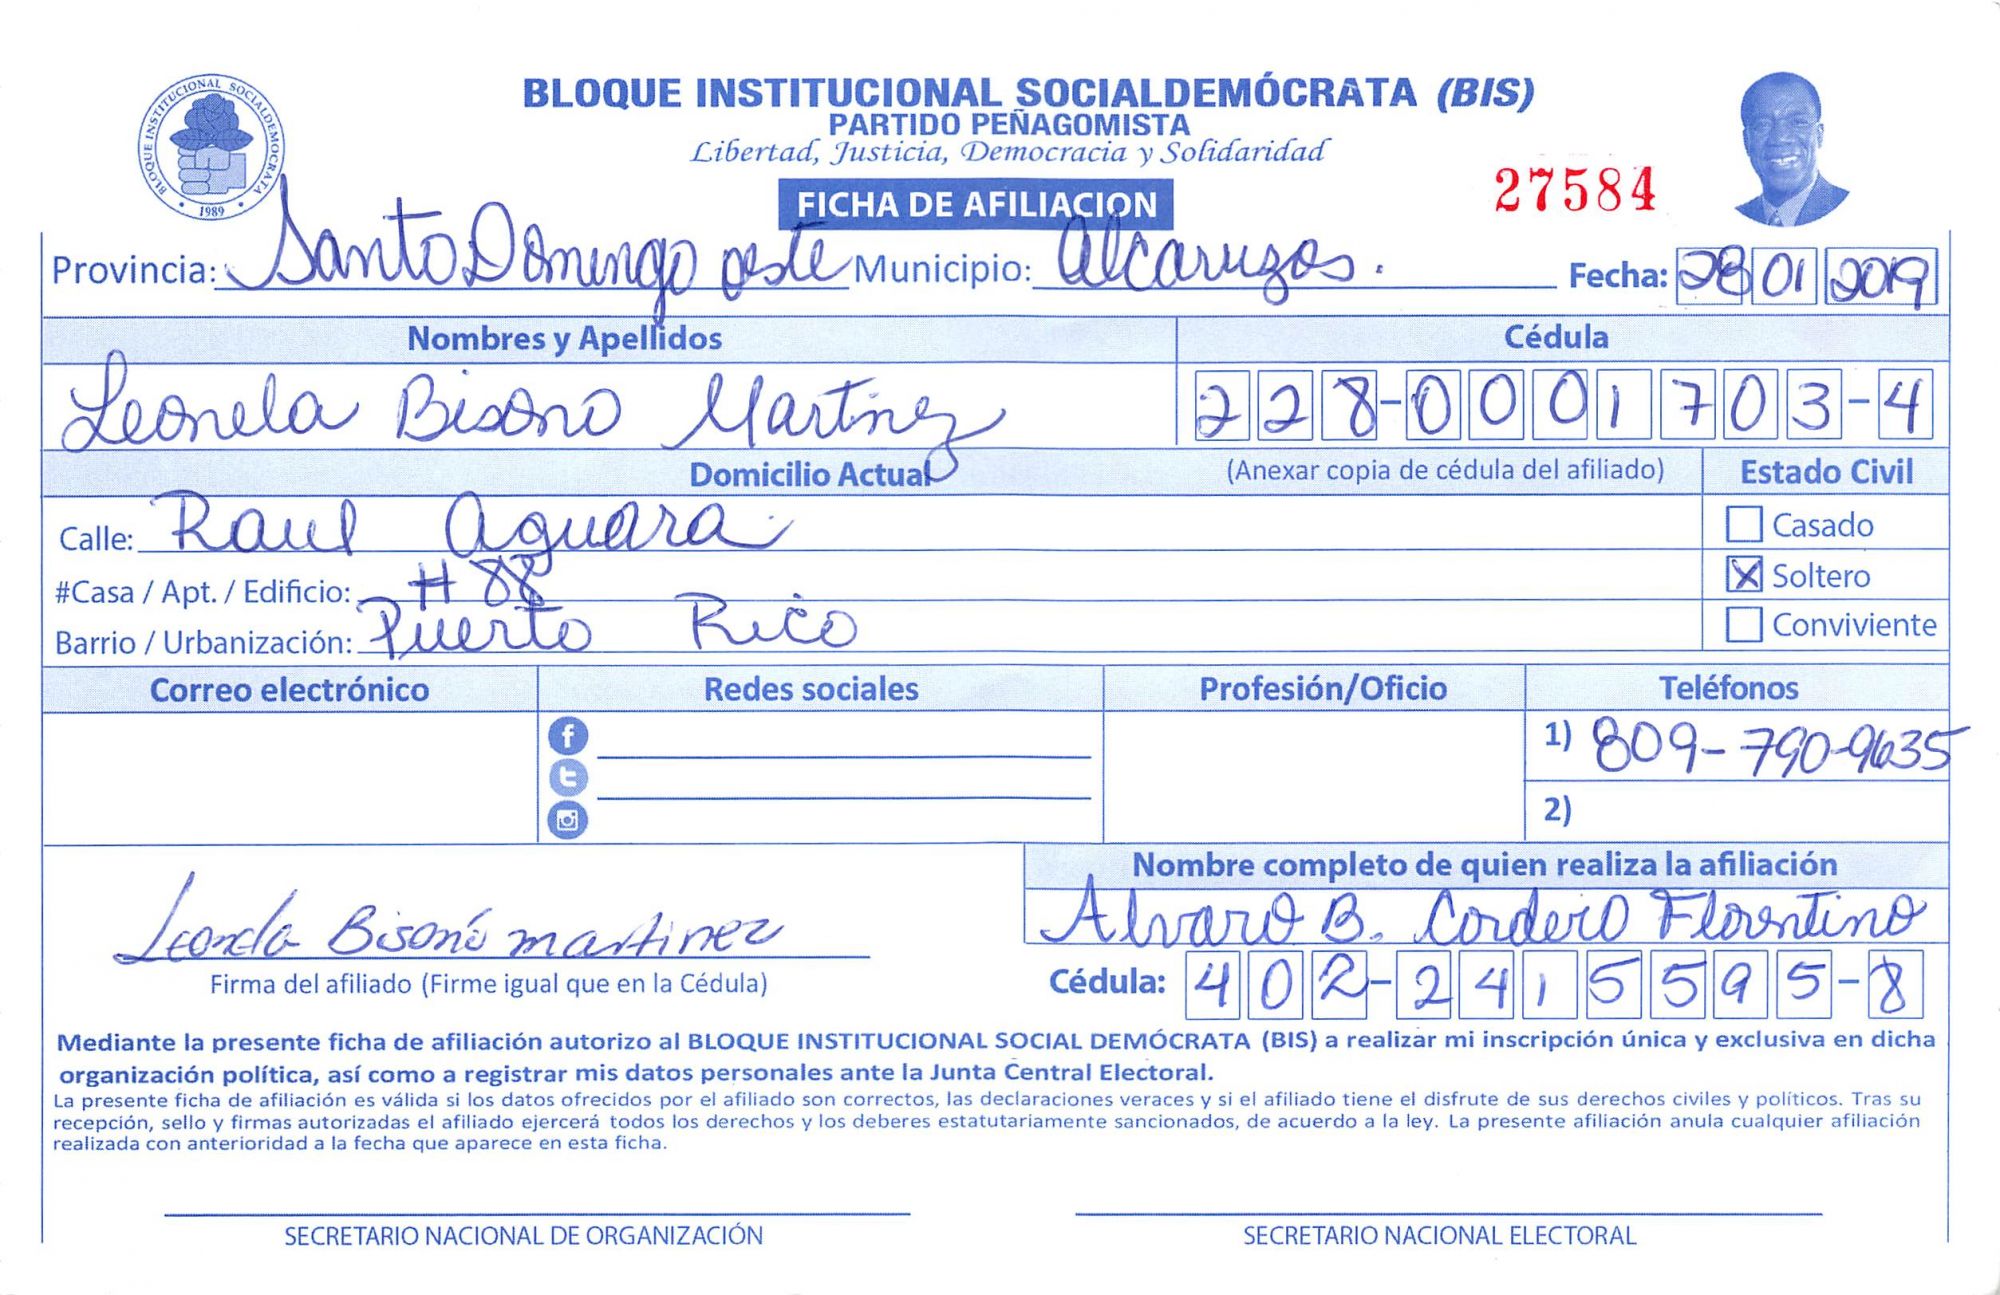 BLOQUE INSTITUCIONAL SOCIALDEMÓCRATA (BIS)
PARTIDO PEÑAGOMISTA
Libertad, Justicia, Democracia y Solidaridad
BLOQUE INSTITUCIONAL SOCIALDEMOCRATA
• 1989 •
FICHA DE AFILIACION
27584
Provincia: Santo Domingo oeste Municipio: Alcaruzos. Fecha: 28 01 2019
Nombres y Apellidos Cédula
Leonela Bisono Martinez 228-0001703-4
Domicilio Actual (Anexar copia de cédula del afiliado) Estado Civil
Calle: Raul Aguara Casado
#Casa / Apt. / Edificio: # 88 X Soltero
Barrio / Urbanización: Puerto Rico Conviviente
Correo electrónico Redes sociales Profesión/Oficio Teléfonos
1) 809-790-9635
2)
Nombre completo de quien realiza la afiliación
Alvaro B. Cordero Florentino
Leonela Bisonó martinez
Firma del afiliado (Firme igual que en la Cédula) Cédula: 402-2415595-8
Mediante la presente ficha de afiliación autorizo al BLOQUE INSTITUCIONAL SOCIAL DEMÓCRATA (BIS) a realizar mi inscripción única y exclusiva en dicha
organización política, así como a registrar mis datos personales ante la Junta Central Electoral.
La presente ficha de afiliación es válida si los datos ofrecidos por el afiliado son correctos, las declaraciones veraces y si el afiliado tiene el disfrute de sus derechos civiles y políticos. Tras su
recepción, sello y firmas autorizadas el afiliado ejercerá todos los derechos y los deberes estatutariamente sancionados, de acuerdo a la ley. La presente afiliación anula cualquier afiliación
realizada con anterioridad a la fecha que aparece en esta ficha.
SECRETARIO NACIONAL DE ORGANIZACIÓN SECRETARIO NACIONAL ELECTORAL